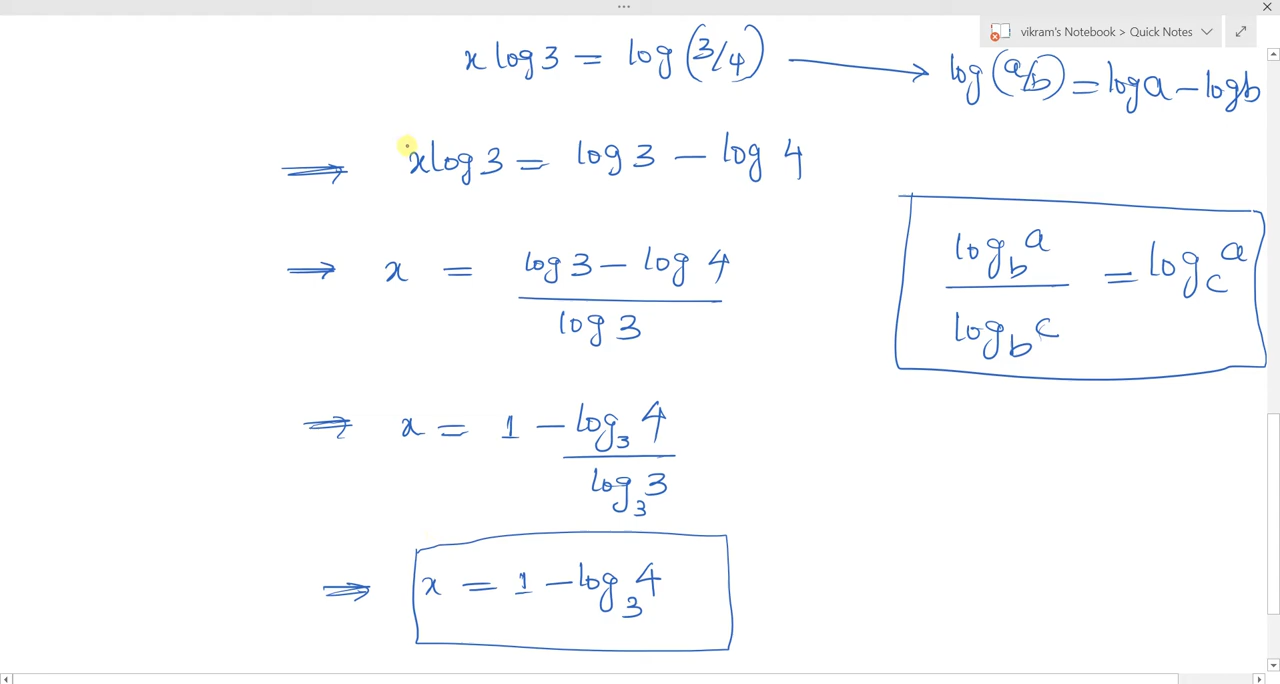 vikram's Notebook > Quick Notes
x log 3 = log (3/4) ⟶ log (a/b) = log a − log b
⟹ x log 3 = log 3 − log 4
log_b a / log_b c = log_c a
⟹ x = (log 3 − log 4) / log 3
⟹ x = 1 − log_3 4 / log_3 3
⟹ x = 1 − log_3 4